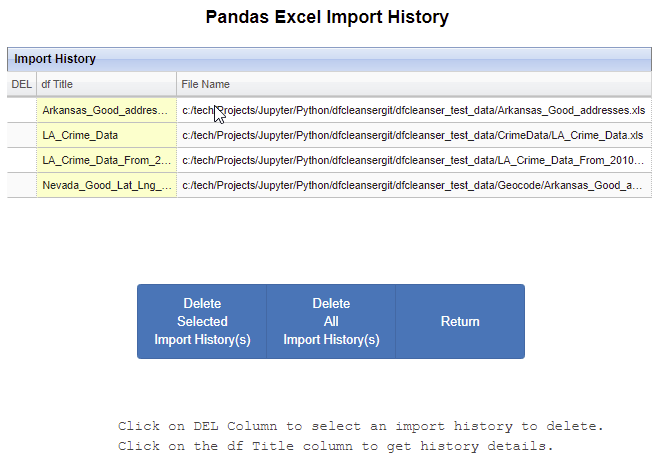 Pandas Excel Import History
Import History
DEL df Title File Name
Arkansas_Good_addres... c:/tech/Projects/Jupyter/Python/dfcleansergit/dfcleanser_test_data/Arkansas_Good_addresses.xls
LA_Crime_Data c:/tech/Projects/Jupyter/Python/dfcleansergit/dfcleanser_test_data/CrimeData/LA_Crime_Data.xls
LA_Crime_Data_From_2... c:/tech/Projects/Jupyter/Python/dfcleansergit/dfcleanser_test_data/LA_Crime_Data_From_2010...
Nevada_Good_Lat_Lng_... c:/tech/Projects/Jupyter/Python/dfcleansergit/dfcleanser_test_data/Geocode/Arkansas_Good_a...
Delete
Selected
Import History(s)
Delete
All
Import History(s)
Return
Click on DEL Column to select an import history to delete.
Click on the df Title column to get history details.